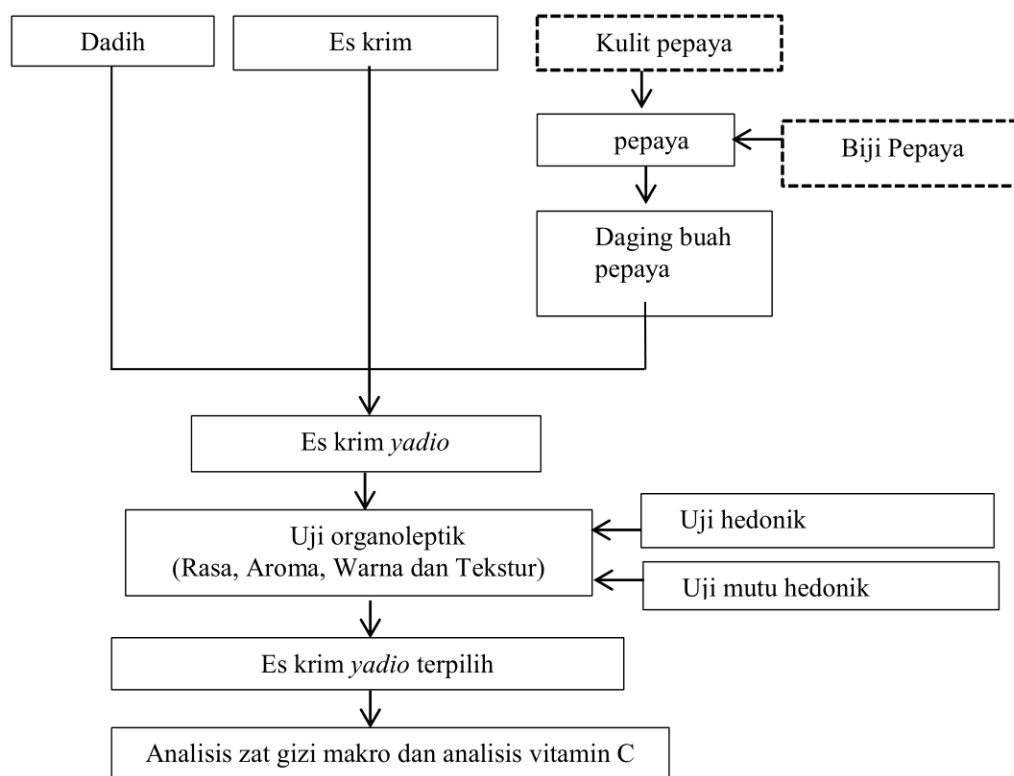 Dadih
Es krim
Kulit pepaya
pepaya
Biji Pepaya
Daging buah
pepaya
Es krim yadio
Uji organoleptik
(Rasa, Aroma, Warna dan Tekstur)
Uji hedonik
Uji mutu hedonik
Es krim yadio terpilih
Analisis zat gizi makro dan analisis vitamin C